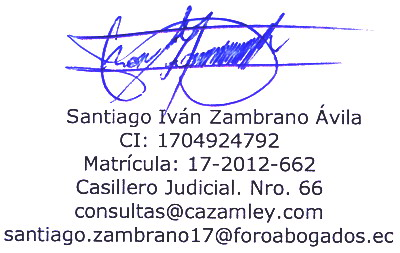 Santiago Iván Zambrano Ávila
CI: 1704924792
Matrícula: 17-2012-662
Casillero Judicial. Nro. 66
consultas@cazamley.com
santiago.zambrano17@foroabogados.ec